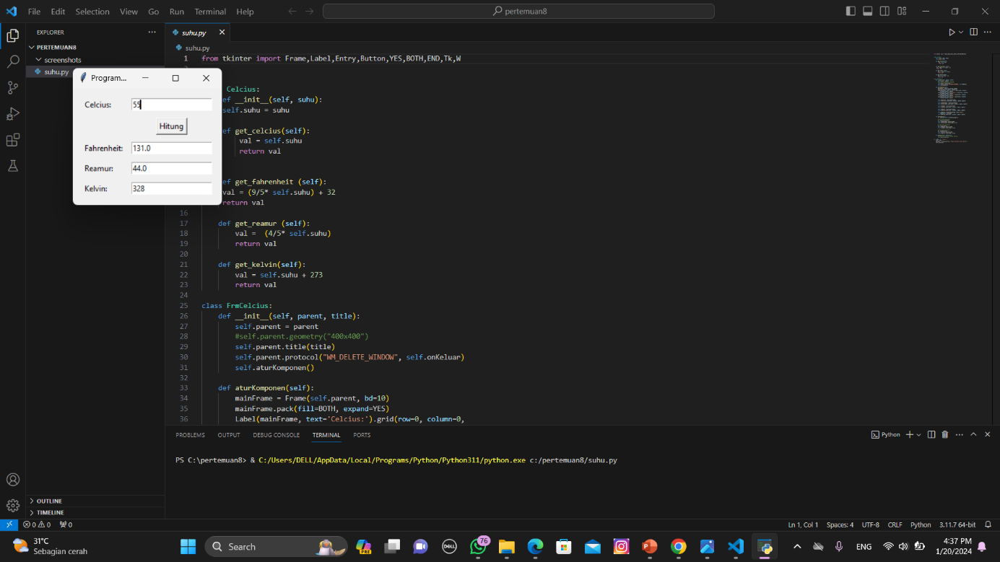 File Edit Selection View Go Run Terminal Help
pertemuan8
EXPLORER
PERTEMUAN8
screenshots
suhu.py
suhu.py
suhu.py
Program...
Celcius: 55
Hitung
Fahrenheit: 131.0
Reamur: 44.0
Kelvin: 328
1 from tkinter import Frame,Label,Entry,Button,YES,BOTH,END,Tk,W
Celcius:
ef __init__(self, suhu):
self.suhu = suhu
ef get_celcius(self):
val = self.suhu
return val
ef get_fahrenheit (self):
val = (9/5* self.suhu) + 32
return val
16
17 def get_reamur (self):
18 val =  (4/5* self.suhu)
19 return val
20
21 def get_kelvin(self):
22 val = self.suhu + 273
23 return val
24
25 class FrmCelcius:
26 def __init__(self, parent, title):
27 self.parent = parent
28 #self.parent.geometry("400x400")
29 self.parent.title(title)
30 self.parent.protocol("WM_DELETE_WINDOW", self.onKeluar)
31 self.aturKomponen()
32
33 def aturKomponen(self):
34 mainFrame = Frame(self.parent, bd=10)
35 mainFrame.pack(fill=BOTH, expand=YES)
36 Label(mainFrame, text='Celcius:').grid(row=0, column=0,
PROBLEMS OUTPUT DEBUG CONSOLE TERMINAL PORTS
Python
PS C:\pertemuan8> & C:/Users/DELL/AppData/Local/Programs/Python/Python311/python.exe c:/pertemuan8/suhu.py
OUTLINE
TIMELINE
0 0 0
Ln 1, Col 1 Spaces: 4 UTF-8 CRLF Python 3.11.7 64-bit
31°C
Sebagian cerah
Search
PRE
DELL
76
ENG
4:37 PM
1/20/2024